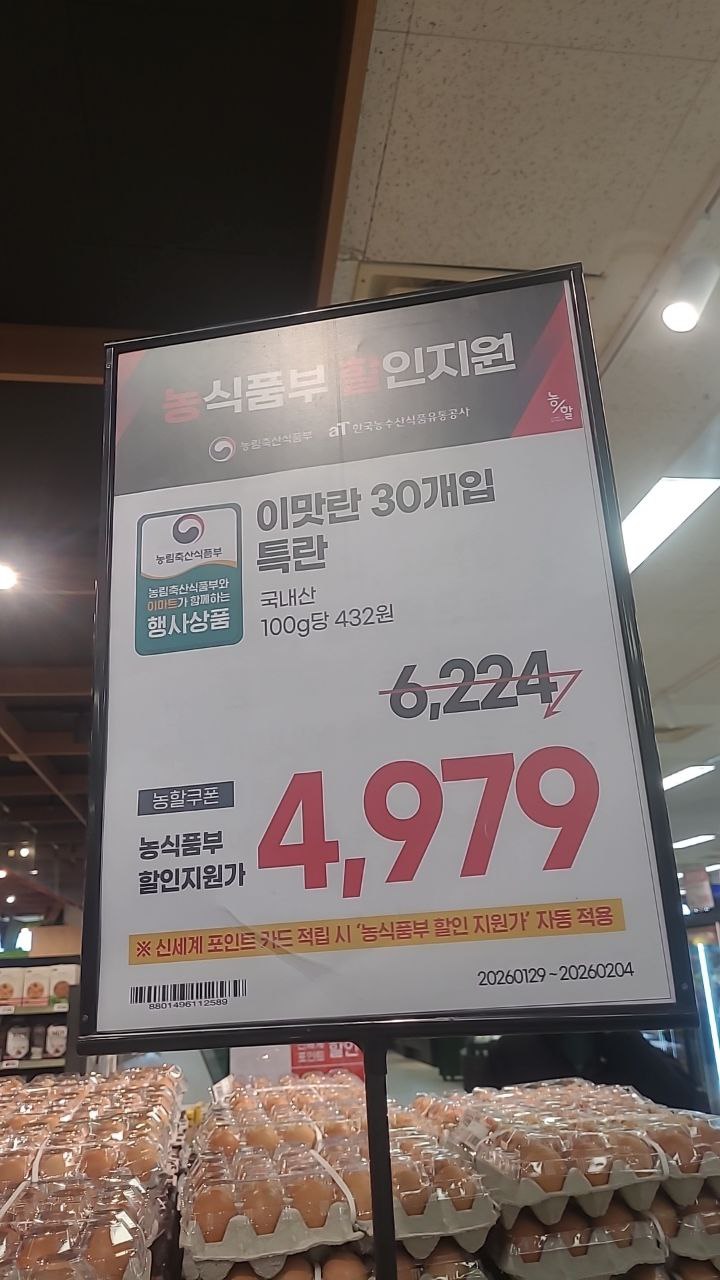 농식품부 할인지원
농림축산식품부 aT 한국농수산식품유통공사
농/할
농림축산식품부
농림축산식품부와
이마트가 함께하는
행사상품
이맛란 30개입
특란
국내산
100g당 432원
6,224
농할쿠폰
농식품부
할인지원가
4,979
※ 신세계 포인트 카드 적립 시 '농식품부 할인 지원가' 자동 적용
8801496112589
20260129~20260204
포인트 할인